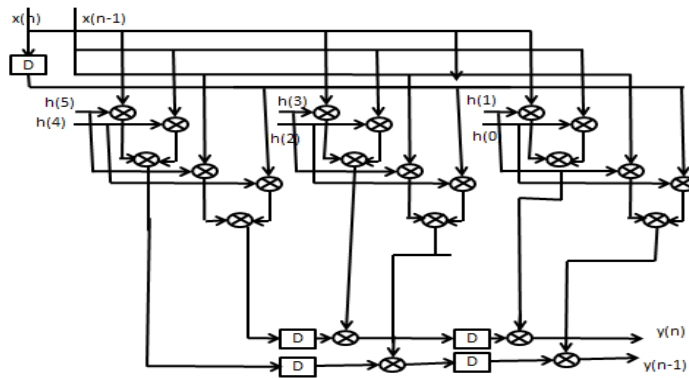 x(n) x(n-1)
D
h(5) h(3) h(1)
h(4) h(2) h(0
D D y(n)
D D y(n-1)